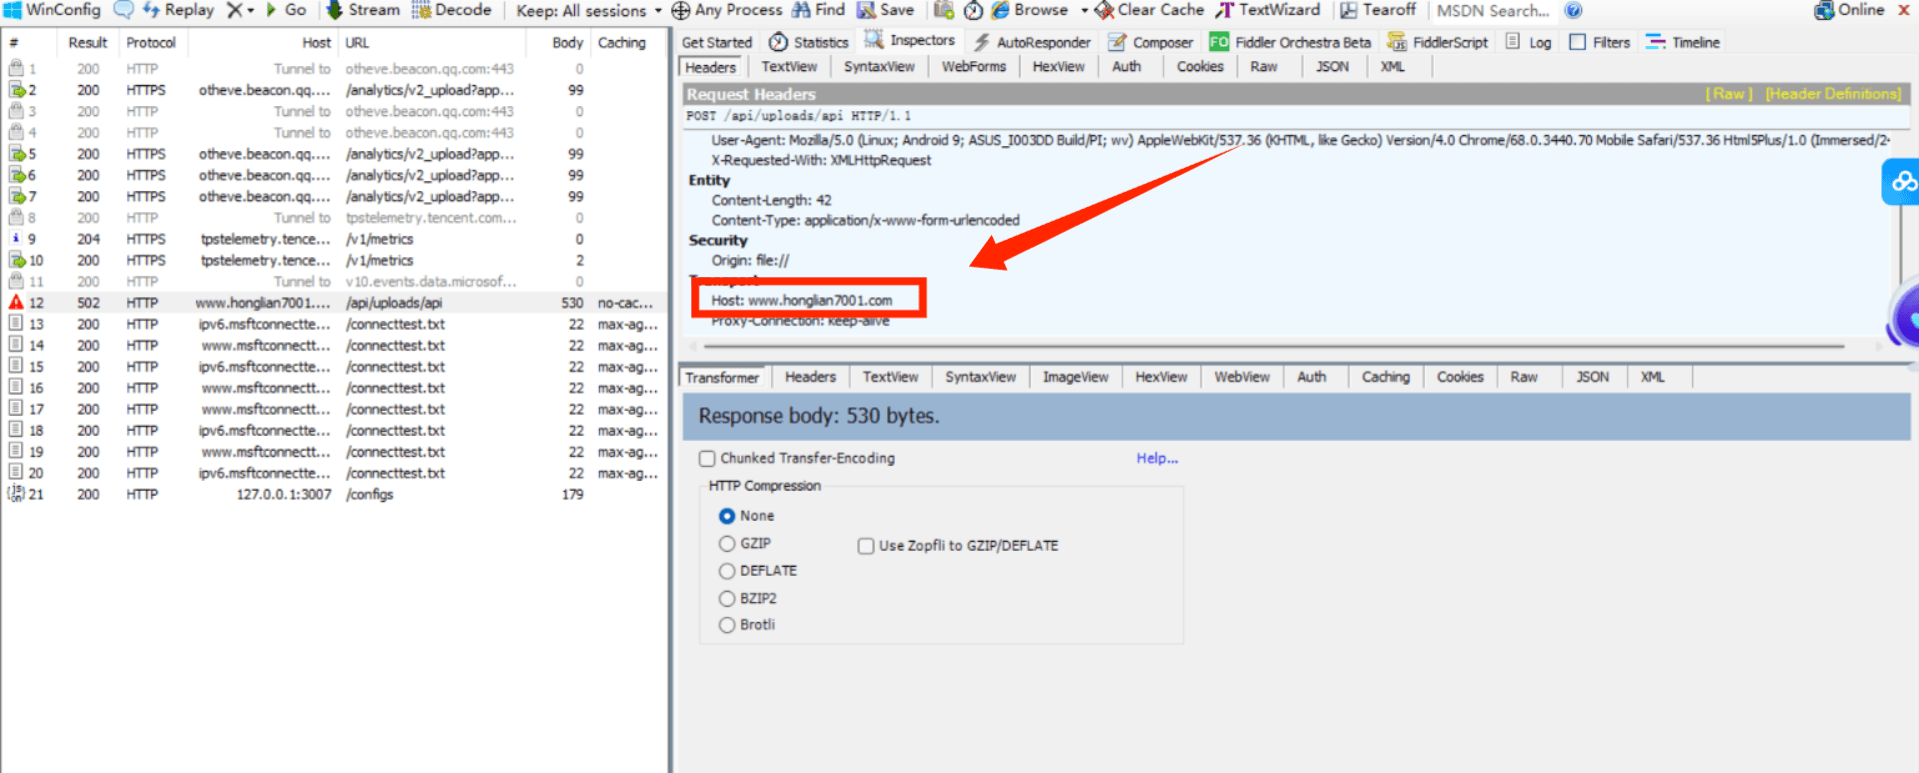 WinConfig Replay X Go Stream Decode Keep: All sessions Any Process Find Save Browse Clear Cache TextWizard Tearoff MSDN Search... Online X
# Result Protocol Host URL Body Caching
1 200 HTTP Tunnel to otheve.beacon.qq.com:443 0
2 200 HTTPS otheve.beacon.qq.... /analytics/v2_upload?app... 99
3 200 HTTP Tunnel to otheve.beacon.qq.com:443 0
4 200 HTTP Tunnel to otheve.beacon.qq.com:443 0
5 200 HTTPS otheve.beacon.qq.... /analytics/v2_upload?app... 99
6 200 HTTPS otheve.beacon.qq.... /analytics/v2_upload?app... 99
7 200 HTTPS otheve.beacon.qq.... /analytics/v2_upload?app... 99
8 200 HTTP Tunnel to tpstelemetry.tencent.com... 0
9 204 HTTPS tpstelemetry.tence... /v1/metrics 0
10 200 HTTPS tpstelemetry.tence... /v1/metrics 2
11 200 HTTP Tunnel to v10.events.data.microsof... 0
12 502 HTTP www.honglian7001.... /api/uploads/api 530 no-cac...
13 200 HTTP ipv6.msftconnectte... /connecttest.txt 22 max-ag...
14 200 HTTP www.msftconnectt... /connecttest.txt 22 max-ag...
15 200 HTTP ipv6.msftconnectte... /connecttest.txt 22 max-ag...
16 200 HTTP www.msftconnectt... /connecttest.txt 22 max-ag...
17 200 HTTP www.msftconnectt... /connecttest.txt 22 max-ag...
18 200 HTTP ipv6.msftconnectte... /connecttest.txt 22 max-ag...
19 200 HTTP www.msftconnectt... /connecttest.txt 22 max-ag...
20 200 HTTP ipv6.msftconnectte... /connecttest.txt 22 max-ag...
21 200 HTTP 127.0.0.1:3007 /configs 179
Get Started Statistics Inspectors AutoResponder Composer FO Fiddler Orchestra Beta FiddlerScript Log Filters Timeline
Headers TextView SyntaxView WebForms HexView Auth Cookies Raw JSON XML
Request Headers [ Raw ] [Header Definitions]
POST /api/uploads/api HTTP/1.1
User-Agent: Mozilla/5.0 (Linux; Android 9; ASUS_I003DD Build/PI; wv) AppleWebKit/537.36 (KHTML, like Gecko) Version/4.0 Chrome/68.0.3440.70 Mobile Safari/537.36 Html5Plus/1.0 (Immersed/2
X-Requested-With: XMLHttpRequest
Entity
Content-Length: 42
Content-Type: application/x-www-form-urlencoded
Security
Origin: file://
Transport
Host: www.honglian7001.com
Proxy-Connection: keep-alive
Transformer Headers TextView SyntaxView ImageView HexView WebView Auth Caching Cookies Raw JSON XML
Response body: 530 bytes.
Chunked Transfer-Encoding Help...
HTTP Compression
None
GZIP Use Zopfli to GZIP/DEFLATE
DEFLATE
BZIP2
Brotli